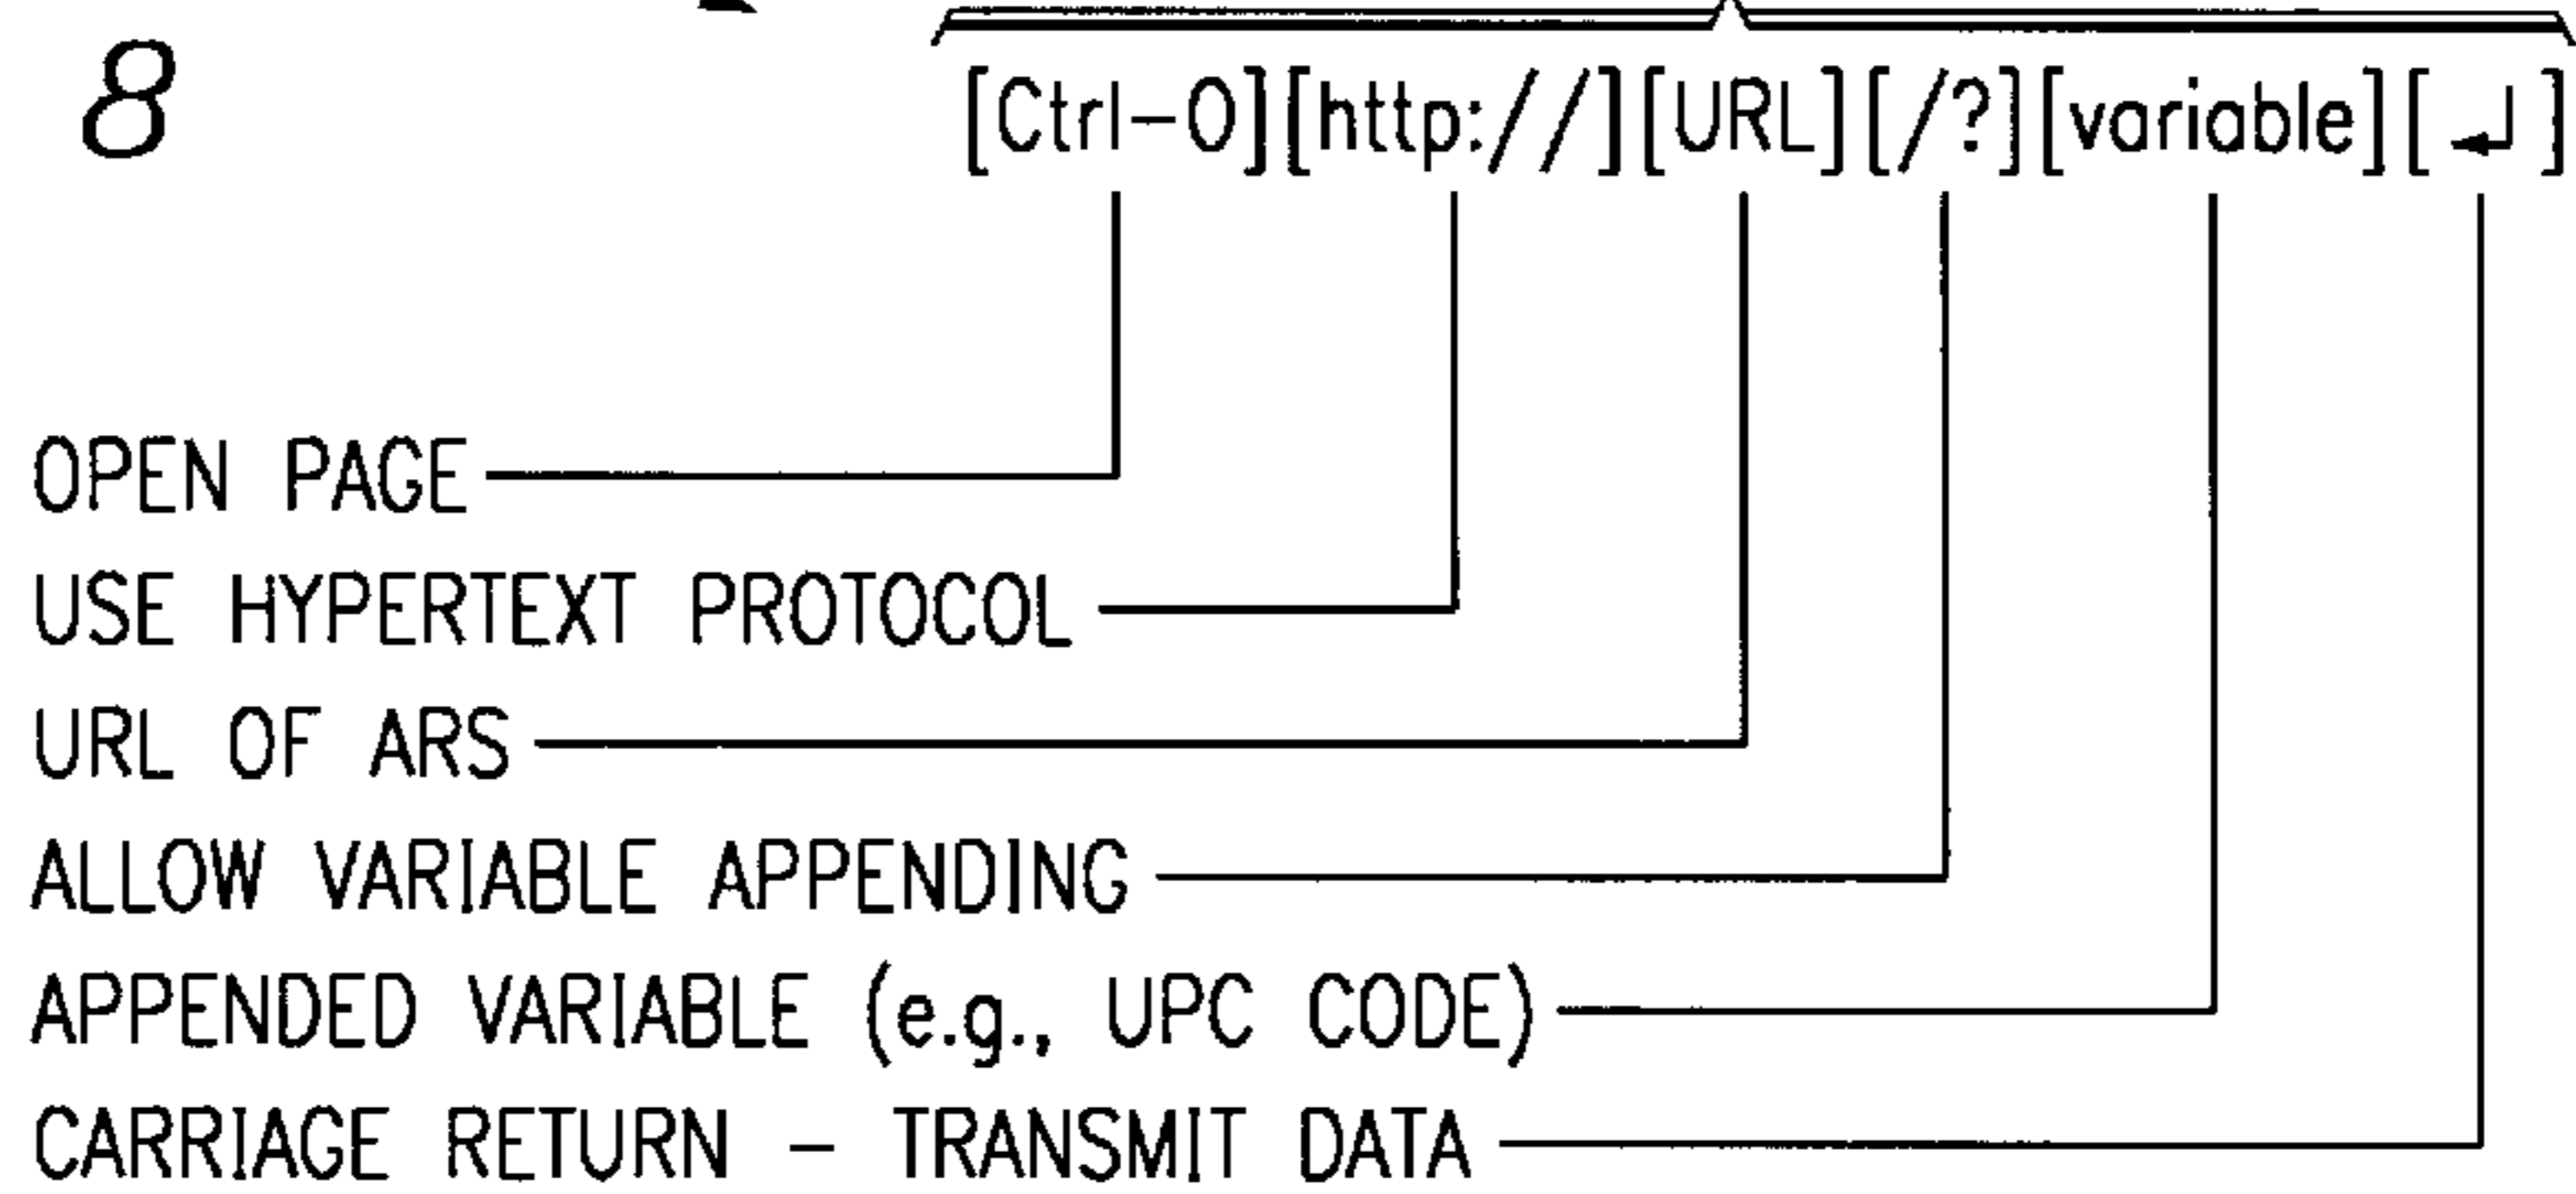 8
[Ctrl-O][http://][URL][/?][variable][↲]
OPEN PAGE
USE HYPERTEXT PROTOCOL
URL OF ARS
ALLOW VARIABLE APPENDING
APPENDED VARIABLE (e.g., UPC CODE)
CARRIAGE RETURN – TRANSMIT DATA